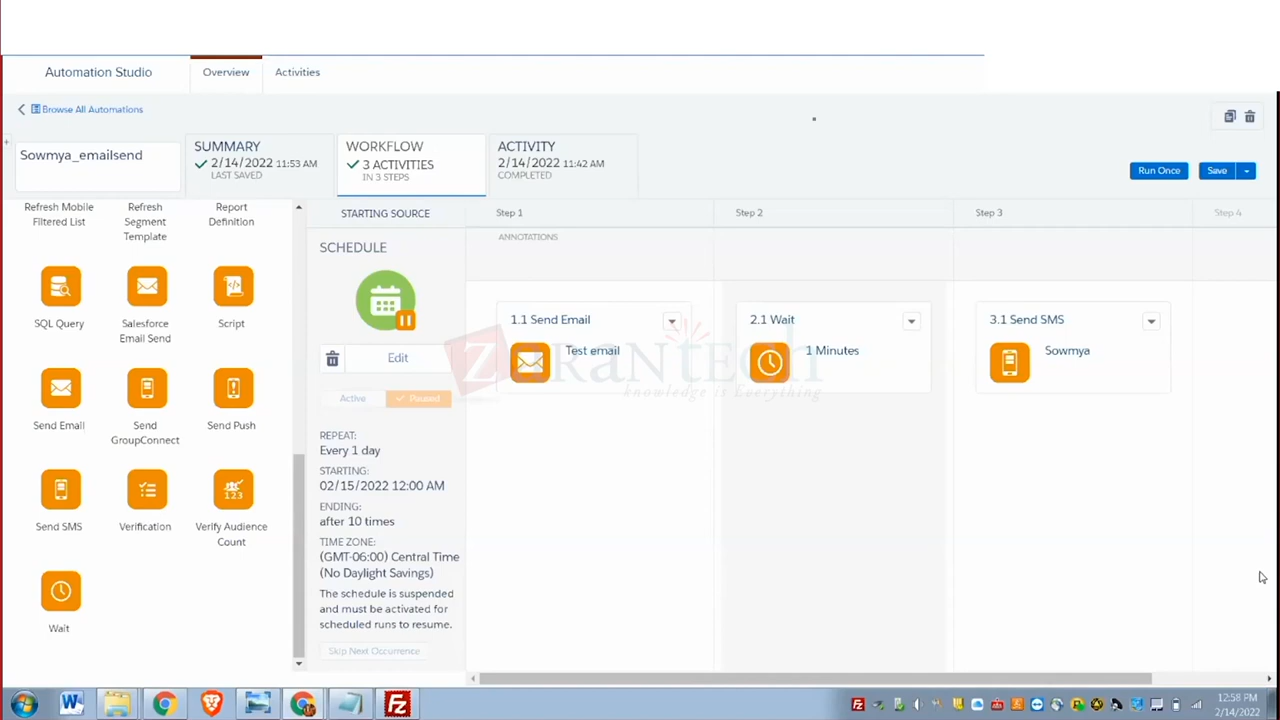 Automation Studio
Overview
Activities
Browse All Automations
Sowmya_emailsend
SUMMARY
2/14/2022 11:53 AM
LAST SAVED
WORKFLOW
3 ACTIVITIES
IN 3 STEPS
ACTIVITY
2/14/2022 11:42 AM
COMPLETED
Run Once
Save
Refresh Mobile
Filtered List
Refresh
Segment
Template
Report
Definition
SQL Query
Salesforce
Email Send
Script
Send Email
Send
GroupConnect
Send Push
Send SMS
Verification
123
Verify Audience
Count
Wait
STARTING SOURCE
SCHEDULE
Edit
Active
Paused
REPEAT:
Every 1 day
STARTING:
02/15/2022 12:00 AM
ENDING:
after 10 times
TIME ZONE:
(GMT-06:00) Central Time
(No Daylight Savings)
The schedule is suspended
and must be activated for
scheduled runs to resume.
Skip Next Occurrence
Step 1
Step 2
Step 3
Step 4
ANNOTATIONS
1.1 Send Email
Test email
2.1 Wait
1 Minutes
3.1 Send SMS
Sowmya
ZaranTech
knowledge is Everything
12:58 PM
2/14/2022